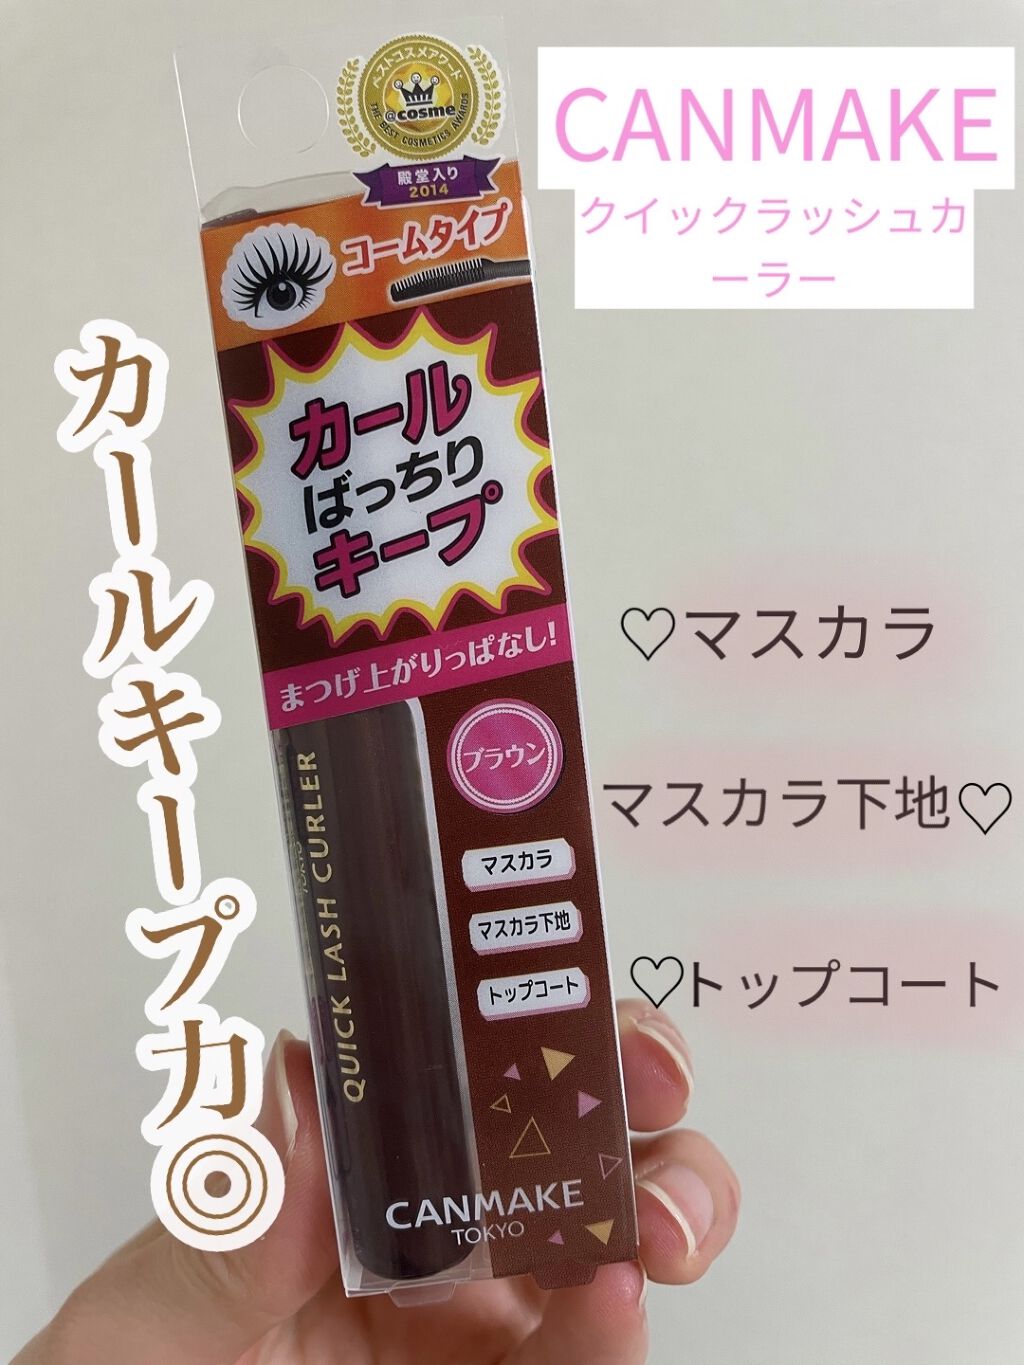 CANMAKE
クイックラッシュカ
ーラー
カールキープ力◎
ベストコスメアワード
@cosme
THE BEST COSMETICS AWARDS
殿堂入り
2014
コームタイプ
カール
ばっちり
キープ
まつげ上がりっぱなし!
ブラウン
QUICK LASH CURLER
TOKYO
マスカラ
マスカラ下地
トップコート
CANMAKE
TOKYO
♡マスカラ
マスカラ下地♡
♡トップコート